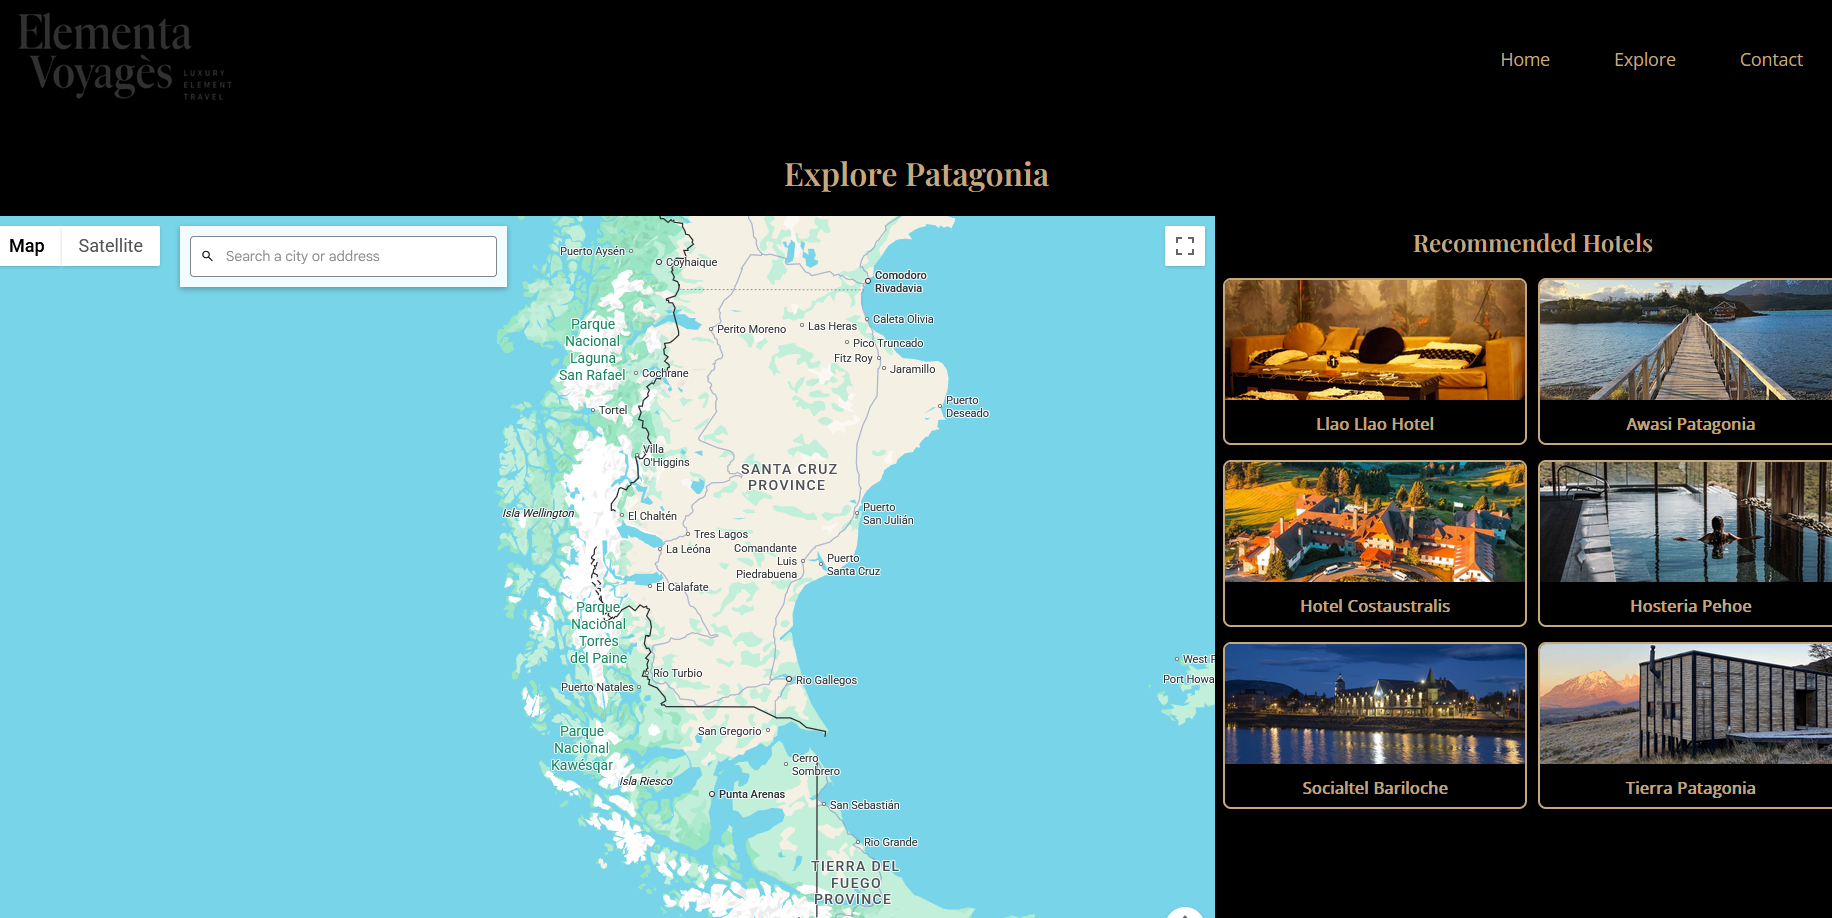 Elementa
Voyagès
LUXURY
ELEMENT
TRAVEL
Home
Explore
Contact
Explore Patagonia
Map
Satellite
Search a city or address
Puerto Aysén
Coyhaique
Comodoro
Rivadavia
Caleta Olivia
Perito Moreno
Las Heras
Pico Truncado
Fitz Roy
Jaramillo
Parque
Nacional
Laguna
San Rafael
Cochrane
Tortel
Puerto
Deseado
Villa
O'Higgins
SANTA CRUZ
PROVINCE
Isla Wellington
El Chaltén
Puerto
San Julián
Tres Lagos
La Leóna
Comandante
Luis
Piedrabuena
Puerto
Santa Cruz
El Calafate
Parque
Nacional
Torres
del Paine
Río Turbio
Puerto Natales
Rio Gallegos
West F
Port Howa
San Gregorio
Parque
Nacional
Kawésqar
Isla Riesco
Cerro
Sombrero
Punta Arenas
San Sebastián
Rio Grande
TIERRA DEL
FUEGO
PROVINCE
Recommended Hotels
Llao Llao Hotel
Awasi Patagonia
Hotel Costaustralis
Hosteria Pehoe
Socialtel Bariloche
Tierra Patagonia